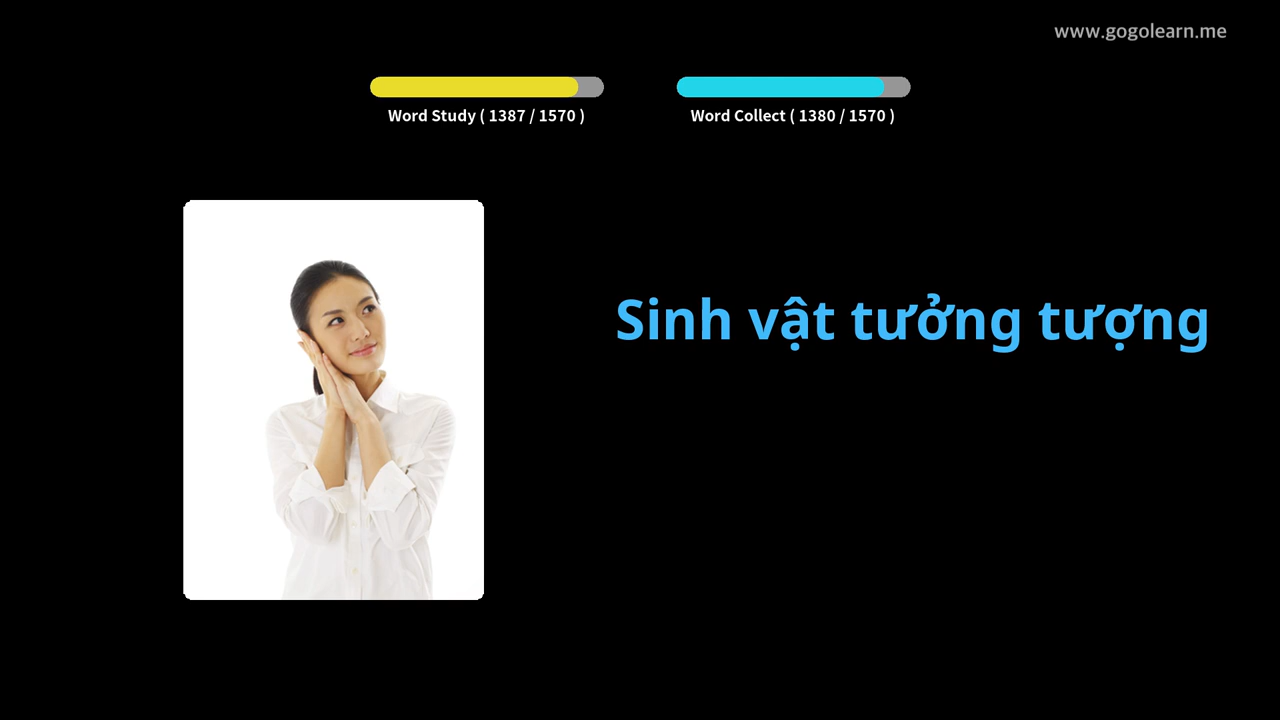 www.gogolearn.me
Word Study ( 1387 / 1570 )
Word Collect ( 1380 / 1570 )
Sinh vật tưởng tượng